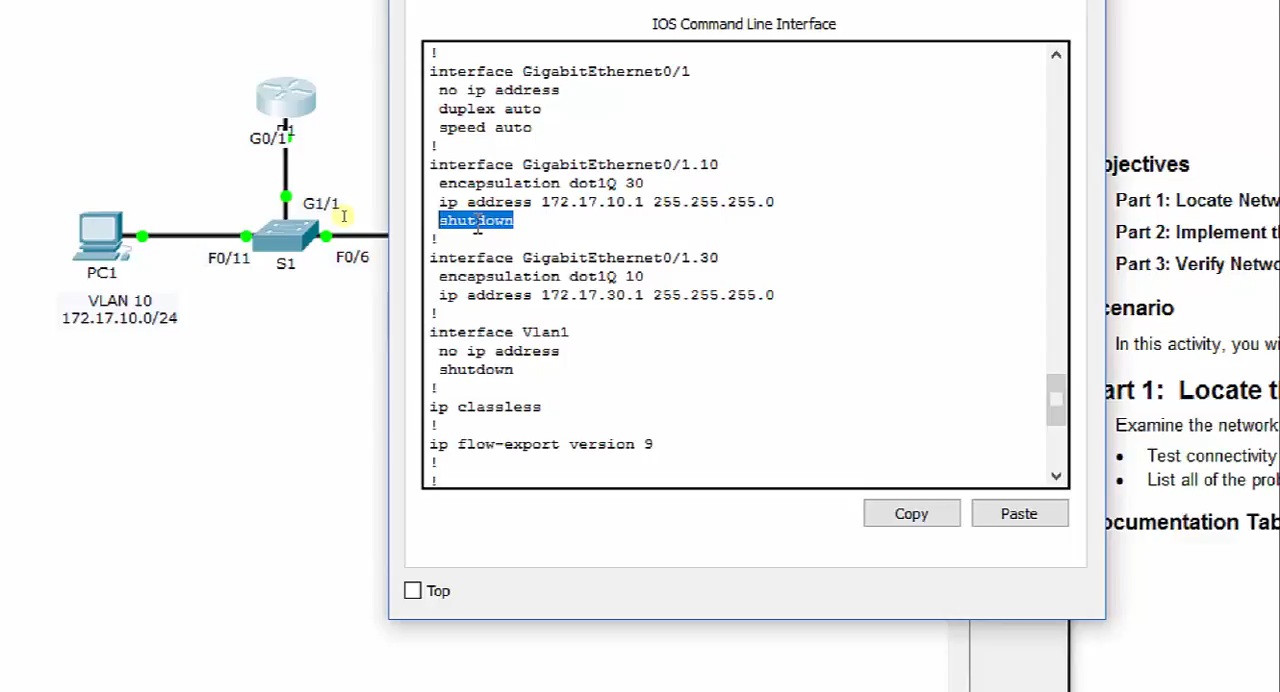 IOS Command Line Interface
!
interface GigabitEthernet0/1
no ip address
duplex auto
speed auto
!
interface GigabitEthernet0/1.10
encapsulation dot1Q 30
ip address 172.17.10.1 255.255.255.0
shutdown
!
interface GigabitEthernet0/1.30
encapsulation dot1Q 10
ip address 172.17.30.1 255.255.255.0
!
interface Vlan1
no ip address
shutdown
!
ip classless
!
ip flow-export version 9
!
!
Copy
Paste
Top
G0/1
G1/1
F0/11
S1
F0/6
PC1
VLAN 10
172.17.10.0/24
bjectives
Part 1: Locate Netw
Part 2: Implement t
Part 3: Verify Netwo
cenario
In this activity, you wi
art 1: Locate t
Examine the network
• Test connectivity
• List all of the prob
ocumentation Tab